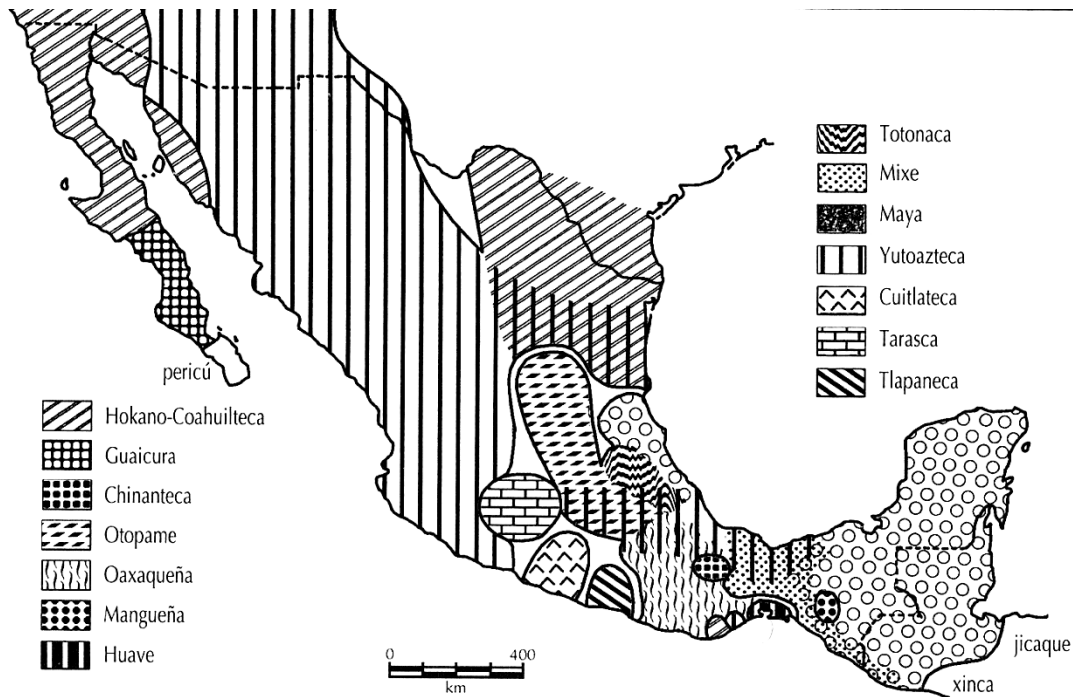 Totonaca
Mixe
Maya
Yutoazteca
Cuitlateca
Tarasca
Tlapaneca
pericú
Hokano-Coahuilteca
Guaicura
Chinanteca
Otopame
Oaxaqueña
Mangueña
Huave
0 400
km
jicaque
xinca